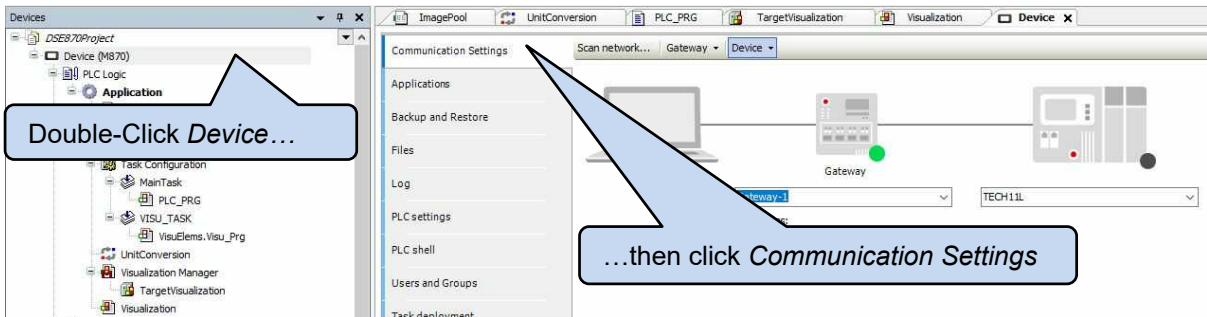 Devices
DSE870Project
Device (M870)
PLC Logic
Application
Double-Click Device…
Task Configuration
MainTask
PLC_PRG
VISU_TASK
VisuElems.Visu_Prg
UnitConversion
Visualization Manager
TargetVisualization
Visualization
ImagePool UnitConversion PLC_PRG TargetVisualization Visualization Device
Communication Settings
Applications
Backup and Restore
Files
Log
PLC settings
PLC shell
Users and Groups
Task deployment
Scan network... Gateway Device
Gateway
TECH11L
…then click Communication Settings